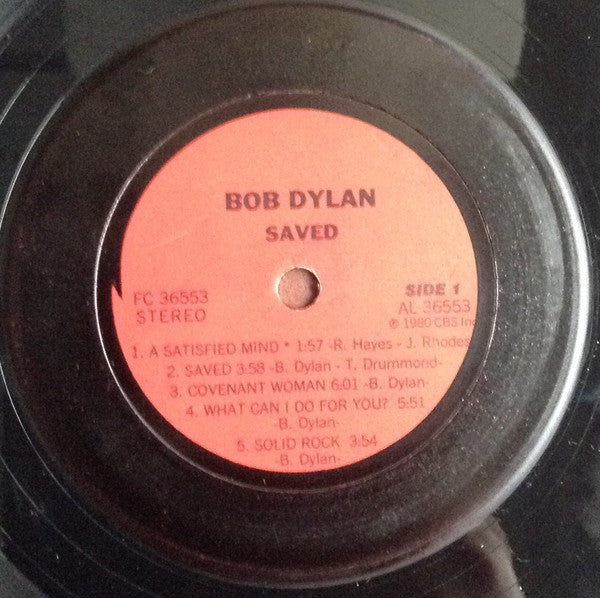 BOB DYLAN
SAVED
FC 36553
STEREO
SIDE 1
AL 36553
℗ 1980 CBS Inc
1. A SATISFIED MIND * 1:57 -R. Hayes - J. Rhodes
2. SAVED 3:58 -B. Dylan - T. Drummond-
3. COVENANT WOMAN 6:01 -B. Dylan-
4. WHAT CAN I DO FOR YOU? 5:51
-B. Dylan-
5. SOLID ROCK 3:54
-B. Dylan-